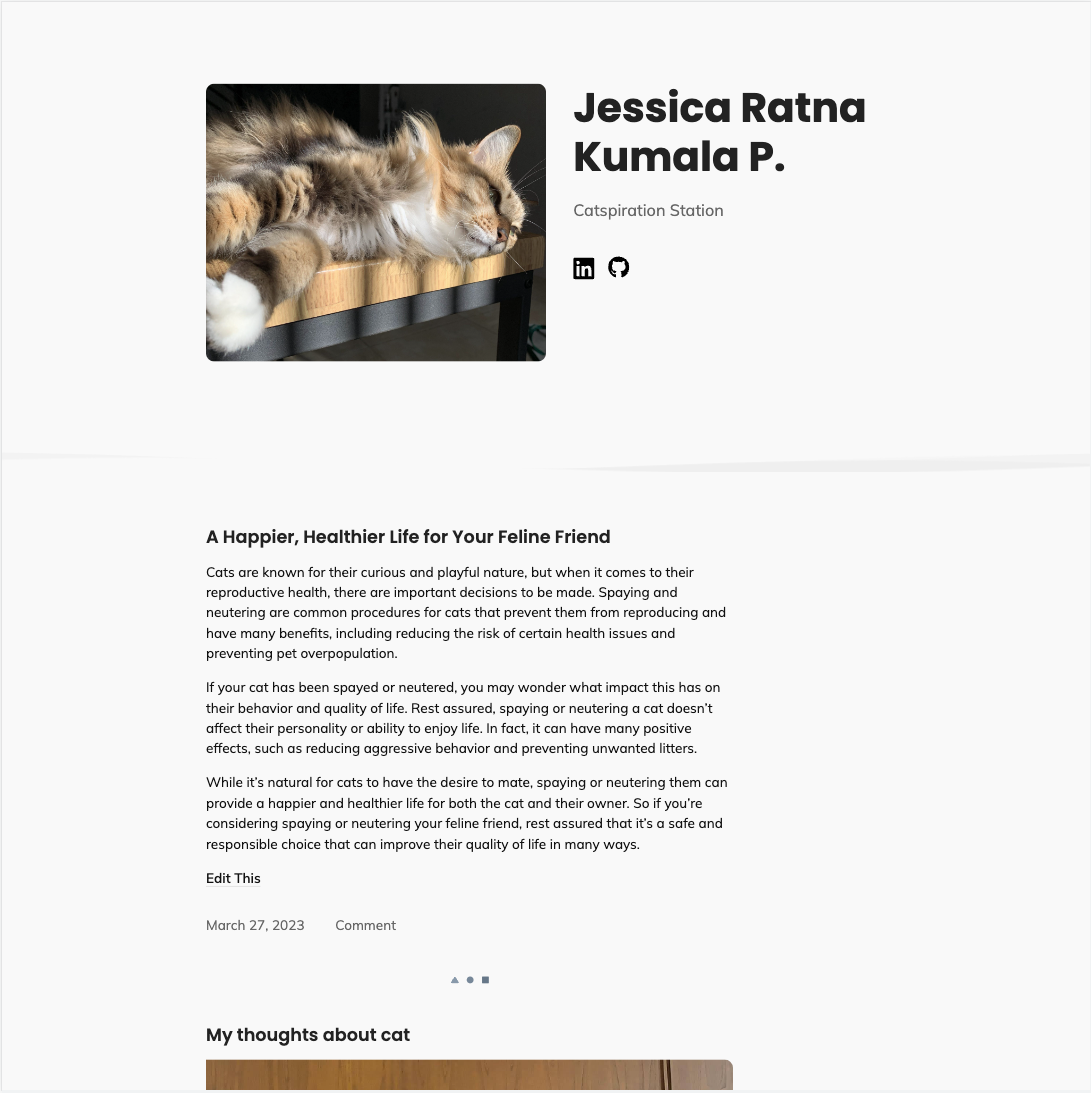 Jessica Ratna
Kumala P.
Catspiration Station
in
A Happier, Healthier Life for Your Feline Friend
Cats are known for their curious and playful nature, but when it comes to their
reproductive health, there are important decisions to be made. Spaying and
neutering are common procedures for cats that prevent them from reproducing and
have many benefits, including reducing the risk of certain health issues and
preventing pet overpopulation.
If your cat has been spayed or neutered, you may wonder what impact this has on
their behavior and quality of life. Rest assured, spaying or neutering a cat doesn’t
affect their personality or ability to enjoy life. In fact, it can have many positive
effects, such as reducing aggressive behavior and preventing unwanted litters.
While it’s natural for cats to have the desire to mate, spaying or neutering them can
provide a happier and healthier life for both the cat and their owner. So if you’re
considering spaying or neutering your feline friend, rest assured that it’s a safe and
responsible choice that can improve their quality of life in many ways.
Edit This
March 27, 2023 Comment
My thoughts about cat